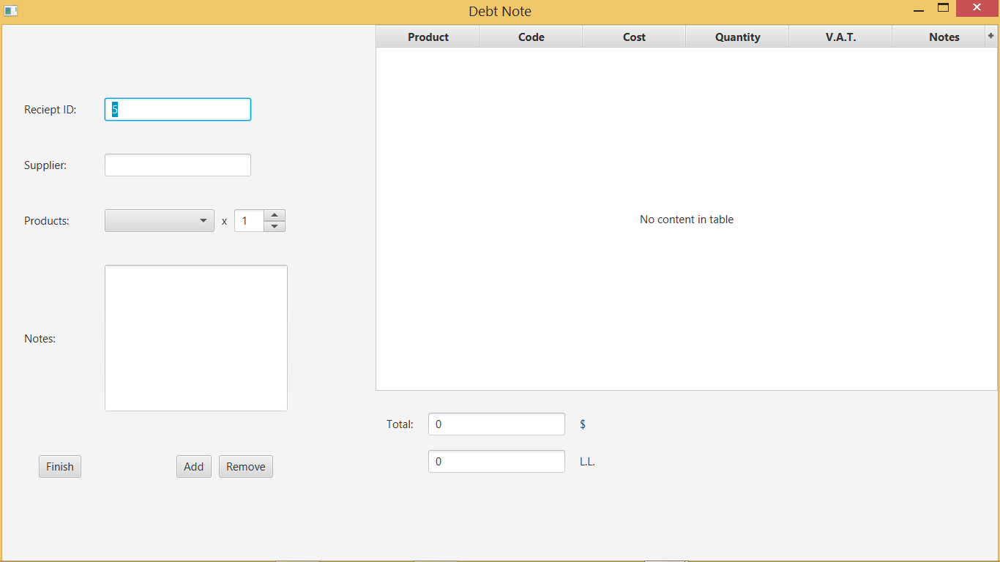 Debt Note
Product Code Cost Quantity V.A.T. Notes +
Reciept ID: 5
Supplier:
Products: x 1
No content in table
Notes:
Total: 0 $
0 L.L.
Finish Add Remove